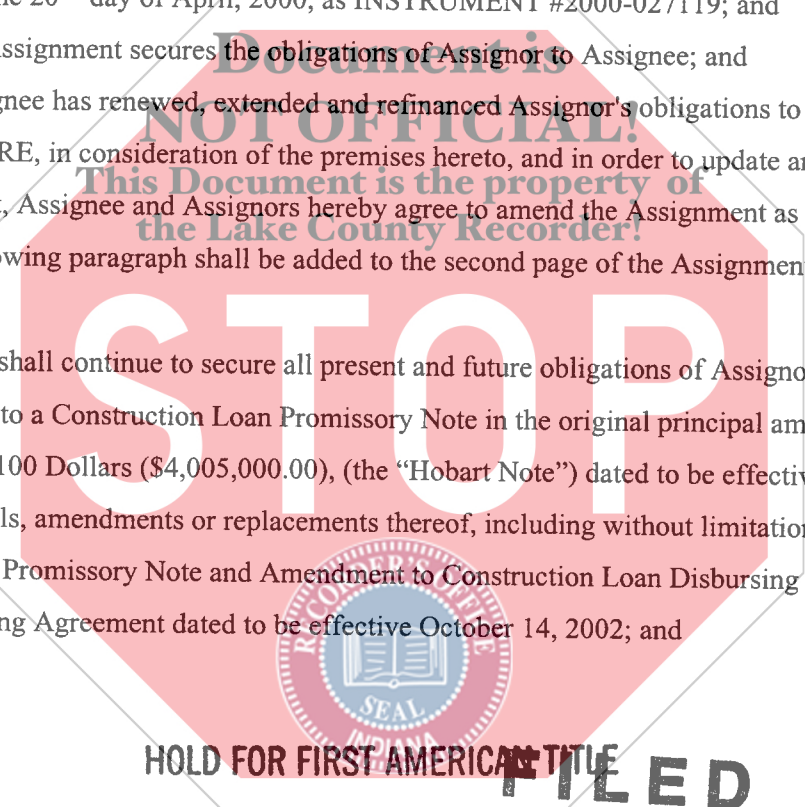 day of April, 2000, as INSTRUMENT #2000-027119; and
ssignment secures the obligations of Assignor to Assignee; and
Document is
gnee has renewed, extended and refinanced Assignor's obligations to
NOT OFFICIAL!
RE, in consideration of the premises hereto, and in order to update an
This Document is the property of
, Assignee and Assignors hereby agree to amend the Assignment as
the Lake County Recorder!
owing paragraph shall be added to the second page of the Assignmen
STOP
shall continue to secure all present and future obligations of Assigno
to a Construction Loan Promissory Note in the original principal am
100 Dollars ($4,005,000.00), (the “Hobart Note”) dated to be effectiv
ls, amendments or replacements thereof, including without limitation
Promissory Note and Amendment to Construction Loan Disbursing
ng Agreement dated to be effective October 14, 2002; and
RECORDER'S OFFICE
SEAL
INDIANA
HOLD FOR FIRST AMERICAN TITLE
FILED